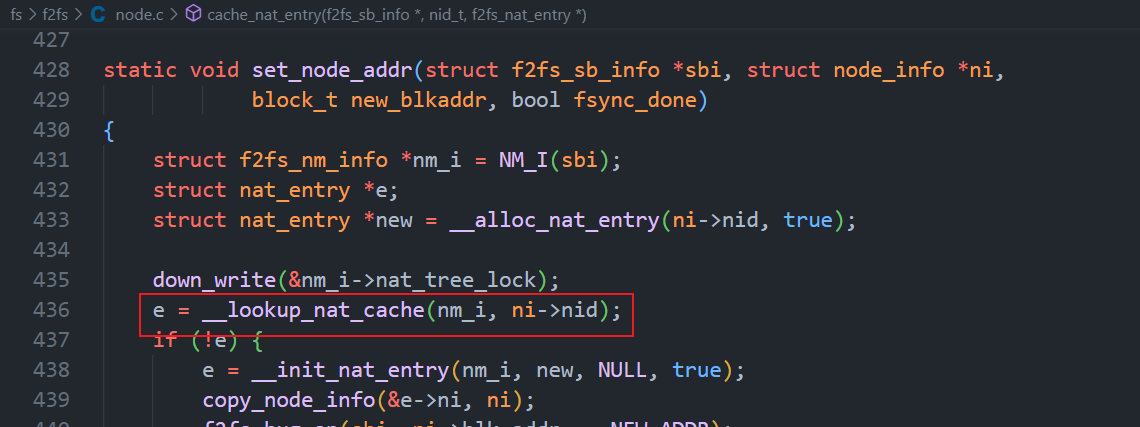 fs > f2fs > C node.c > cache_nat_entry(f2fs_sb_info *, nid_t, f2fs_nat_entry *)
427
428 static void set_node_addr(struct f2fs_sb_info *sbi, struct node_info *ni,
429 block_t new_blkaddr, bool fsync_done)
430 {
431 struct f2fs_nm_info *nm_i = NM_I(sbi);
432 struct nat_entry *e;
433 struct nat_entry *new = __alloc_nat_entry(ni->nid, true);
434
435 down_write(&nm_i->nat_tree_lock);
436 e = __lookup_nat_cache(nm_i, ni->nid);
437 if (!e) {
438 e = __init_nat_entry(nm_i, new, NULL, true);
439 copy_node_info(&e->ni, ni);